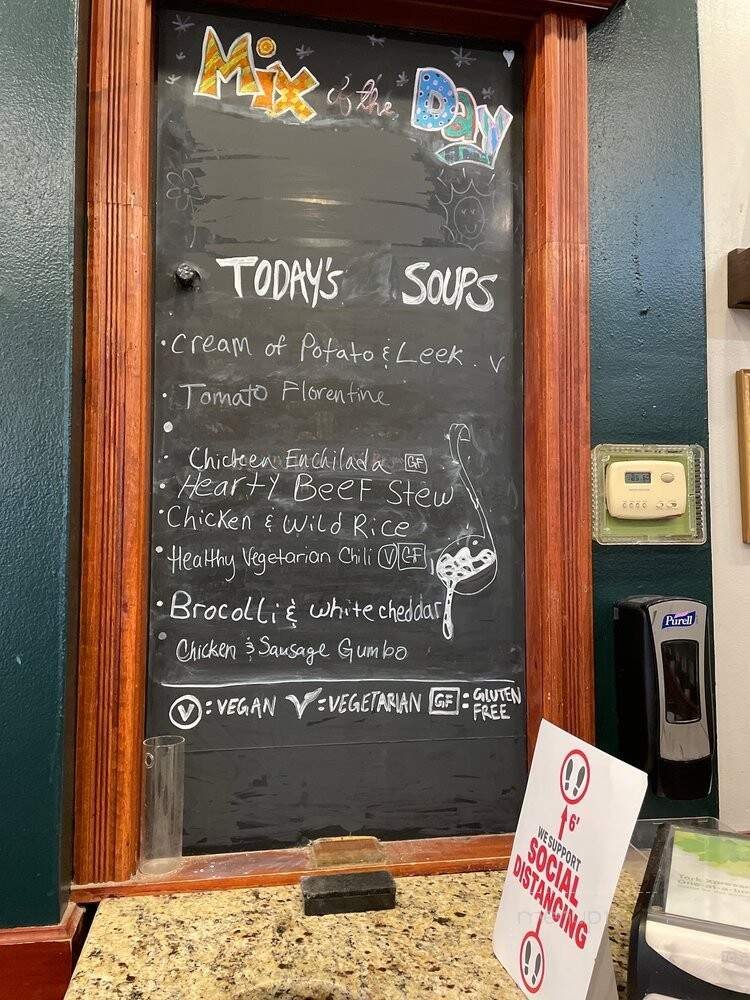 Mix of the Day
TODAY'S SOUPS
• Cream of Potato & Leek. V
• Tomato Florentine
•
• Chicken Enchilada GF
• Hearty Beef Stew
• Chicken & Wild Rice
• Healthy Vegetarian Chili V GF
• Brocolli & white cheddar
• Chicken & Sausage Gumbo
V : VEGAN V = VEGETARIAN GF : GLUTEN FREE
Purell
6'
WE SUPPORT
SOCIAL
DISTANCING